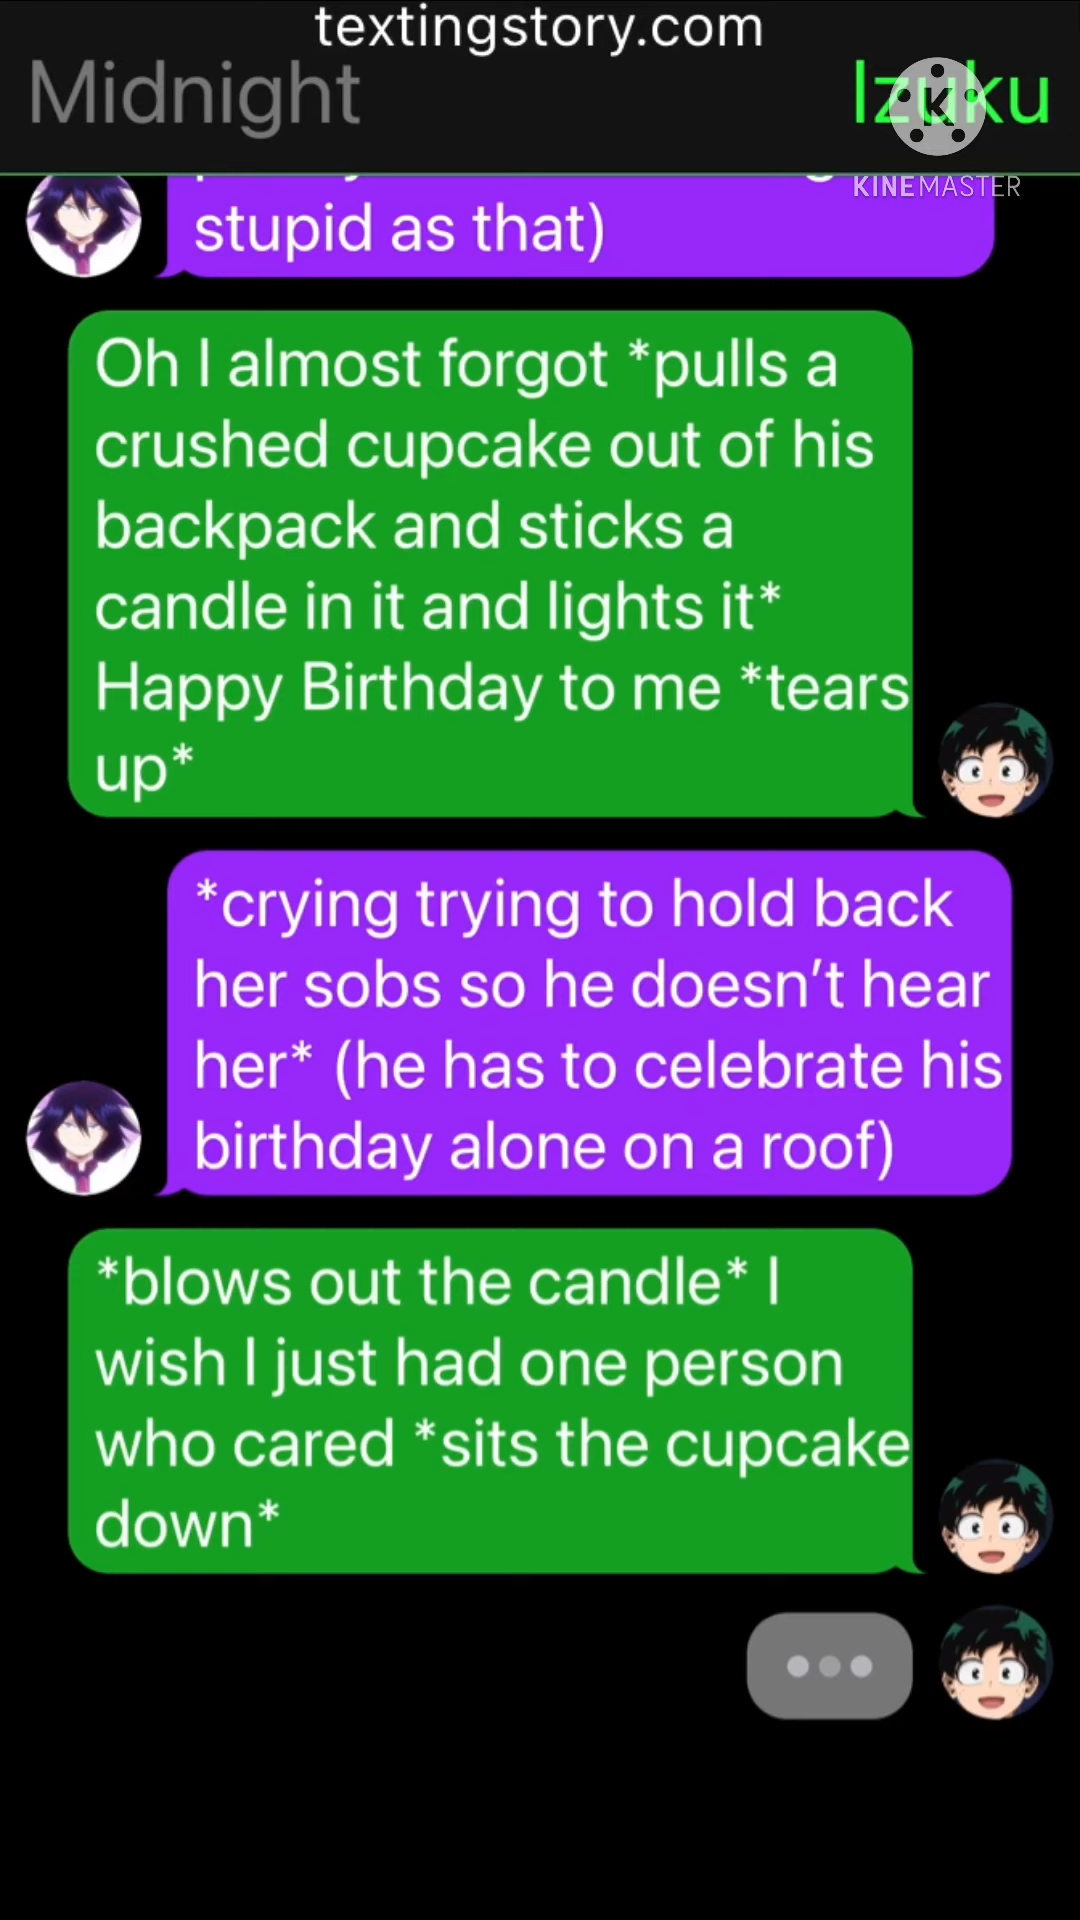 textingstory.com
Midnight
Izuku
K
KINEMASTER
stupid as that)
Oh I almost forgot *pulls a
crushed cupcake out of his
backpack and sticks a
candle in it and lights it*
Happy Birthday to me *tears
up*
*crying trying to hold back
her sobs so he doesn’t hear
her* (he has to celebrate his
birthday alone on a roof)
*blows out the candle* I
wish I just had one person
who cared *sits the cupcake
down*